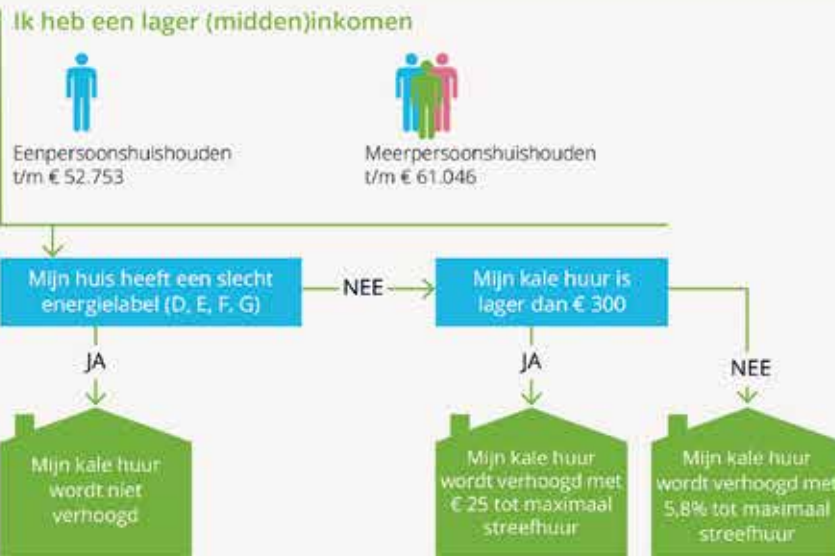 Ik heb een lager (midden)inkomen
Eenpersoonshuishouden
t/m € 52.753
Meerpersoonshuishouden
t/m € 61.046
Mijn huis heeft een slecht
energielabel (D, E, F, G)
NEE
Mijn kale huur is
lager dan € 300
JA
JA
NEE
Mijn kale huur
wordt niet
verhoogd
Mijn kale huur
wordt verhoogd met
€ 25 tot maximaal
streefhuur
Mijn kale huur
wordt verhoogd met
5,8% tot maximaal
streefhuur